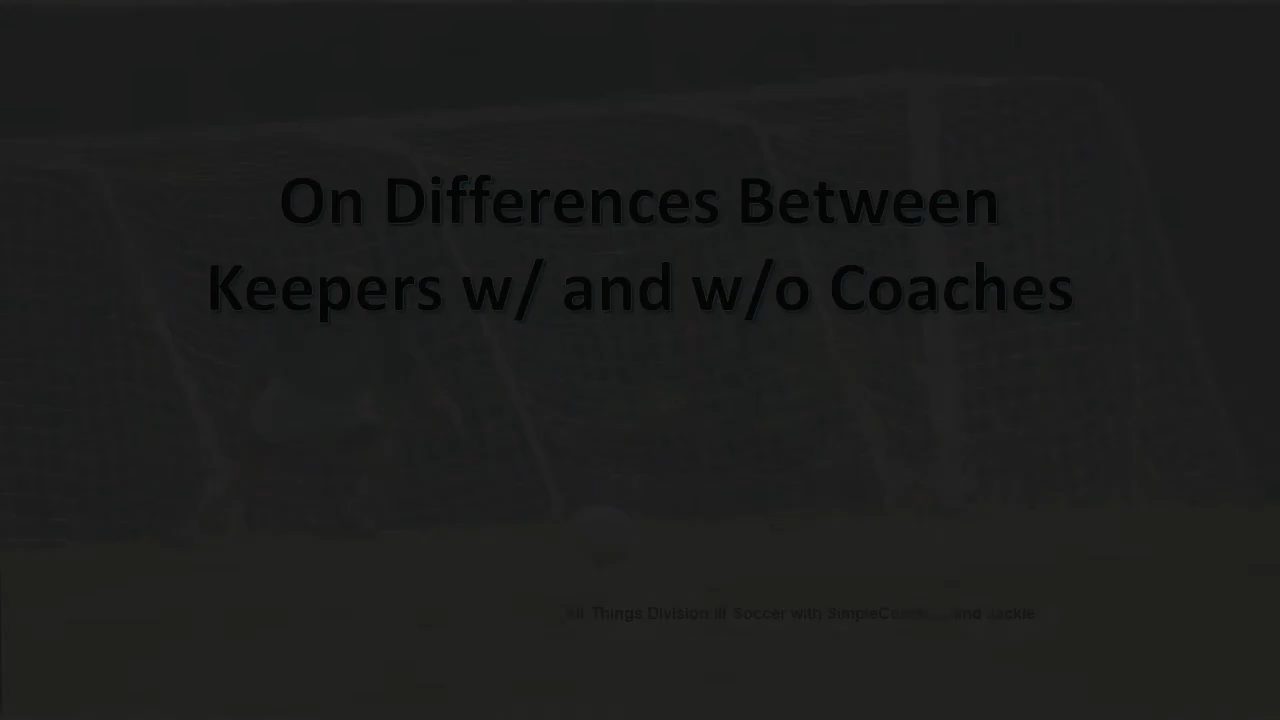 On Differences Between
Keepers w/ and w/o Coaches
All Things Division III Soccer with SimpleCoach and Jackie